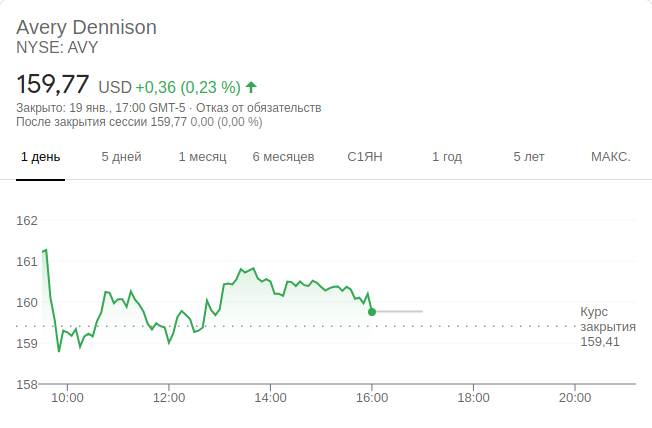 Avery Dennison
NYSE: AVY
159,77 USD +0,36 (0,23 %)
Закрыто: 19 янв., 17:00 GMT-5 · Отказ от обязательств
После закрытия сессии 159,77 0,00 (0,00 %)
1 день 5 дней 1 месяц 6 месяцев С1ЯН 1 год 5 лет МАКС.
162
161
160
Курс
закрытия
159,41
159
158
10:00 12:00 14:00 16:00 18:00 20:00